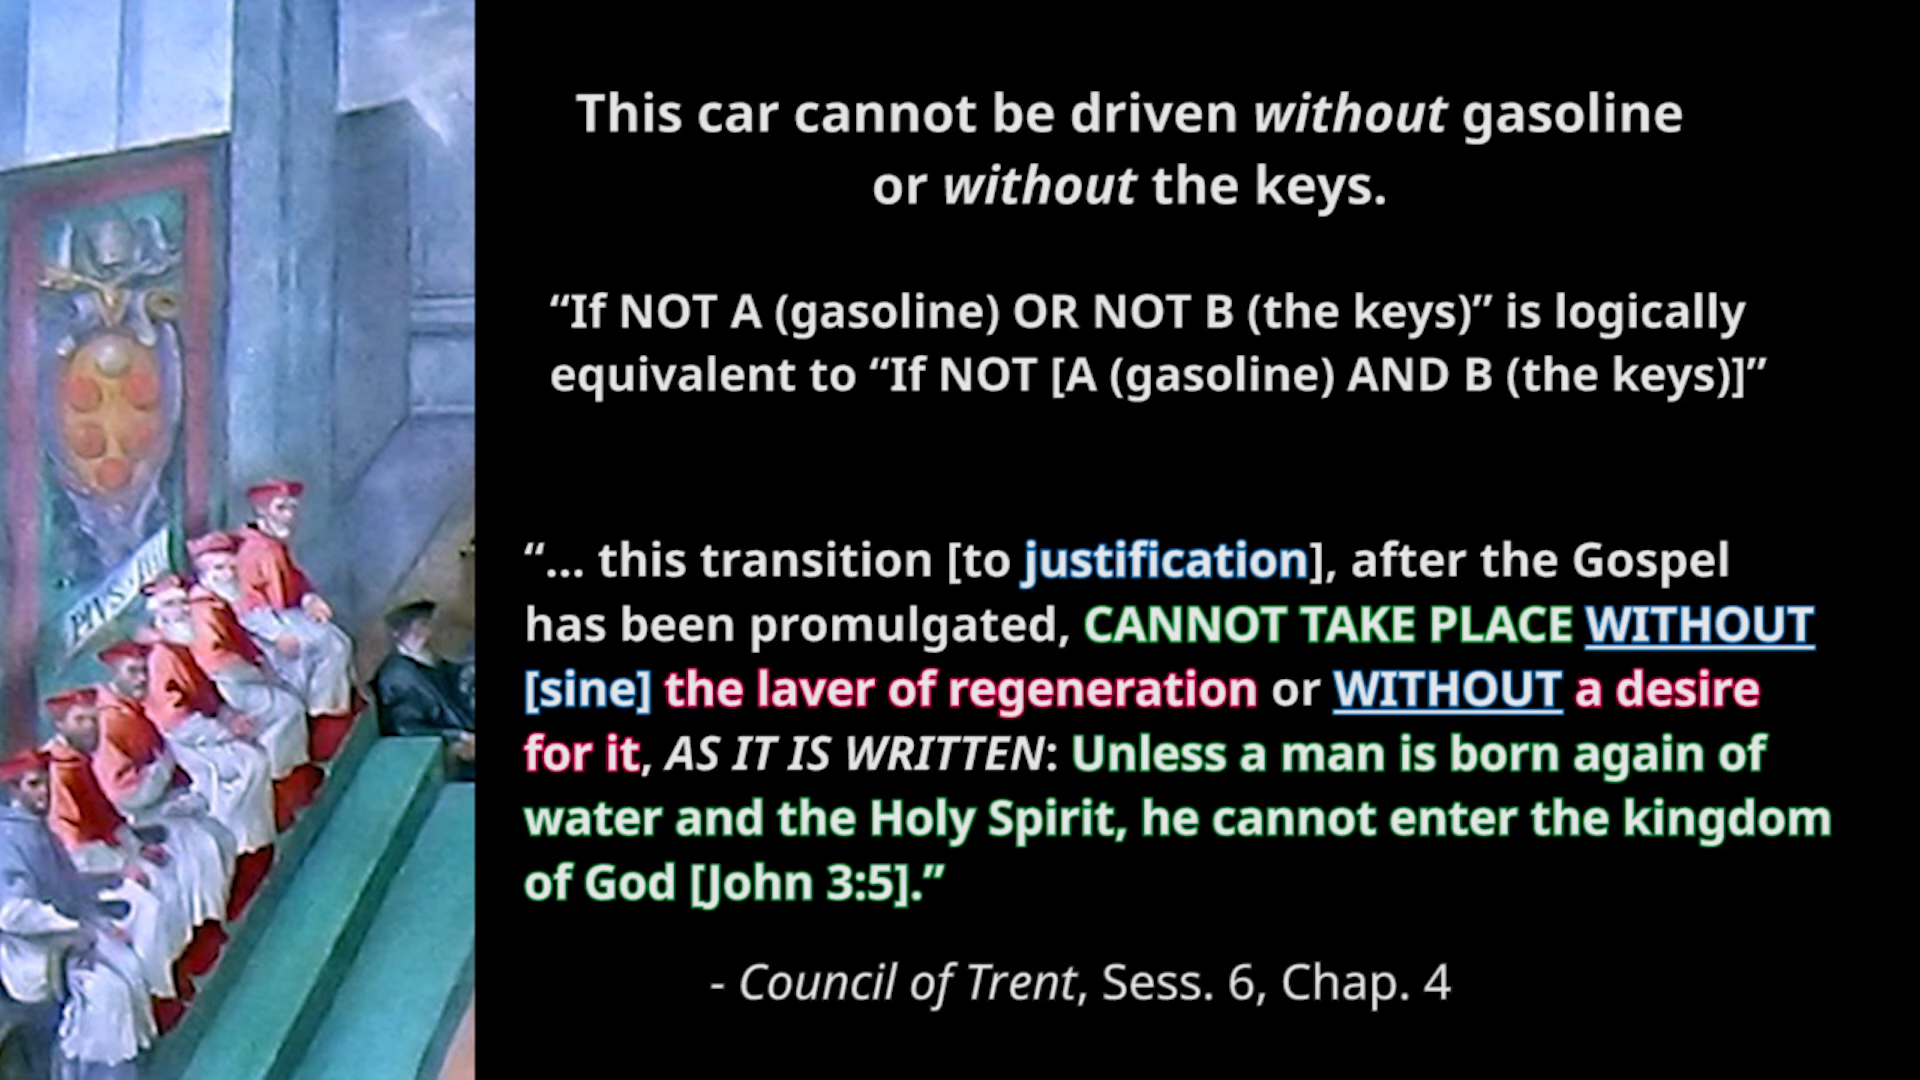 This car cannot be driven without gasoline
or without the keys.
“If NOT A (gasoline) OR NOT B (the keys)” is logically
equivalent to “If NOT [A (gasoline) AND B (the keys)]”
“... this transition [to justification], after the Gospel
has been promulgated, CANNOT TAKE PLACE WITHOUT
[sine] the laver of regeneration or WITHOUT a desire
for it, AS IT IS WRITTEN: Unless a man is born again of
water and the Holy Spirit, he cannot enter the kingdom
of God [John 3:5].”
- Council of Trent, Sess. 6, Chap. 4